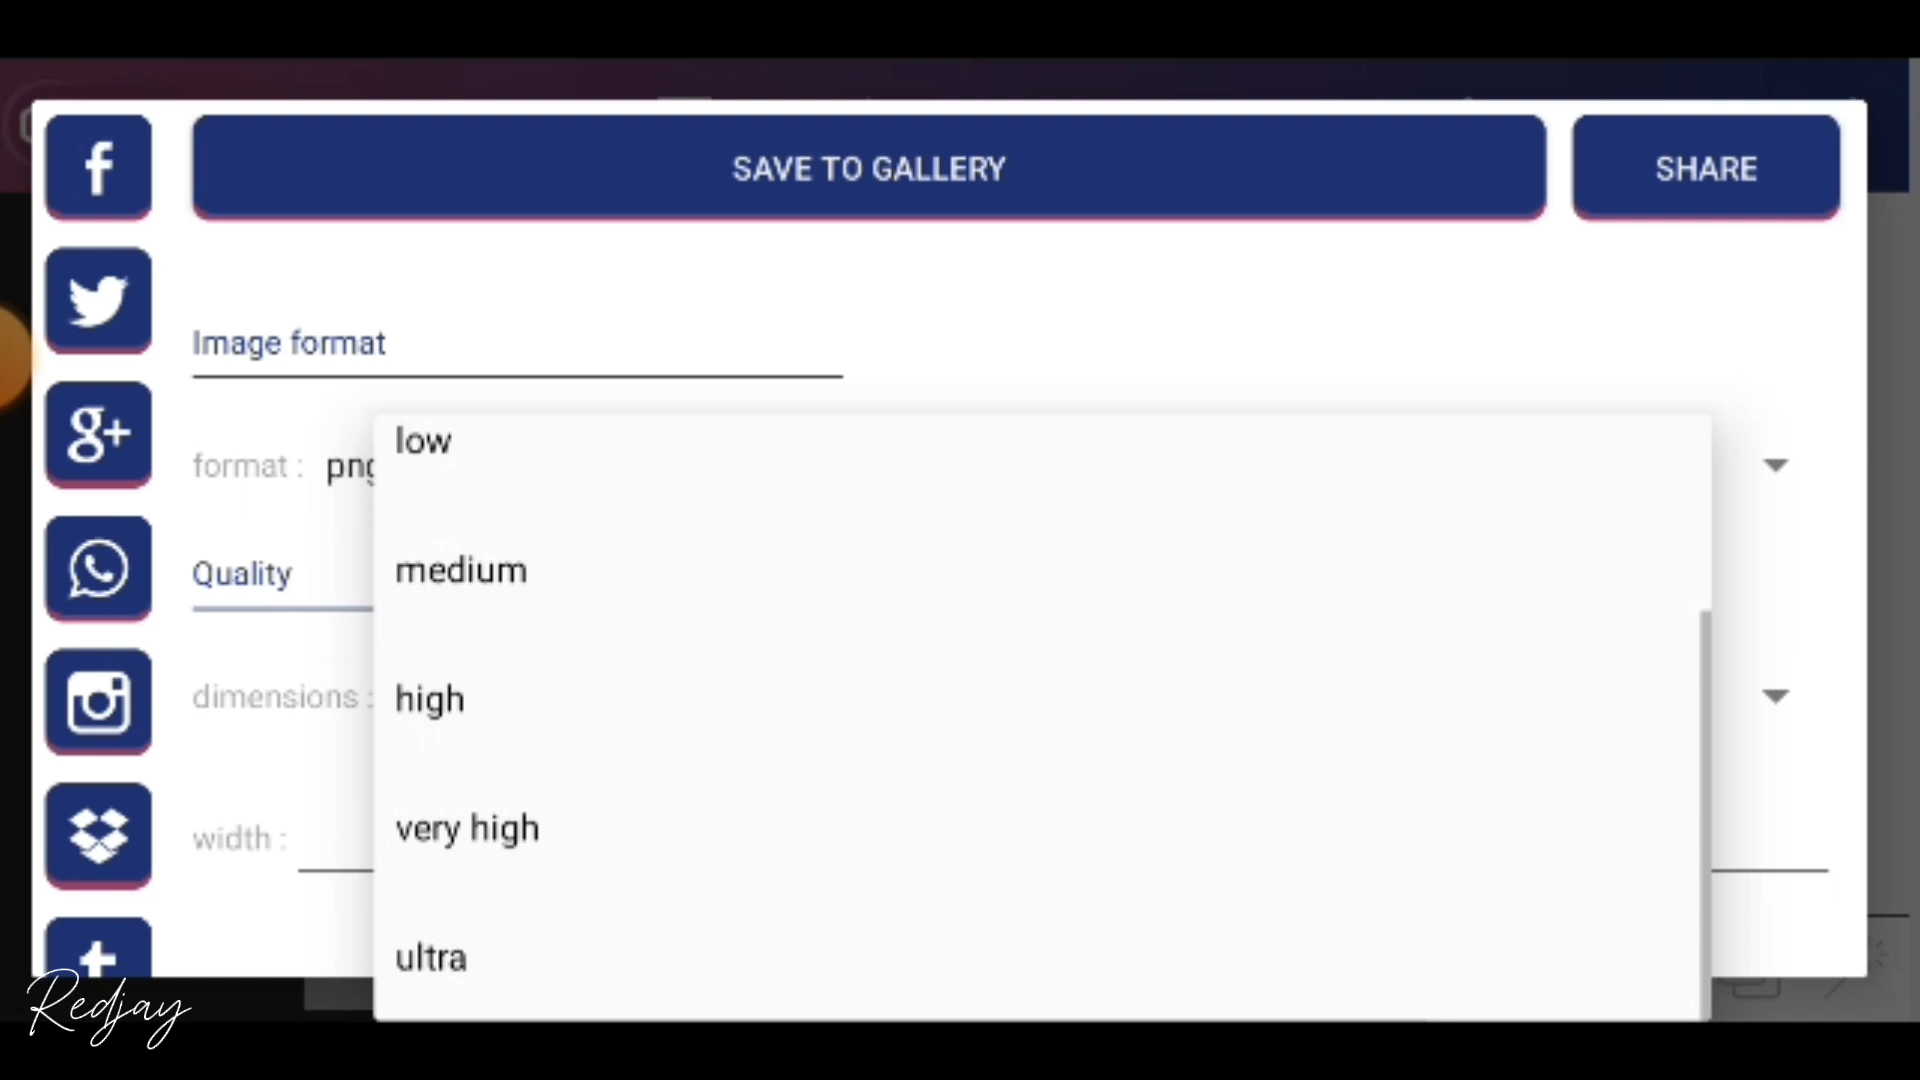 SAVE TO GALLERY
SHARE
Image format
format :
low
medium
Quality
high
dimensions :
very high
width :
ultra
Redjay